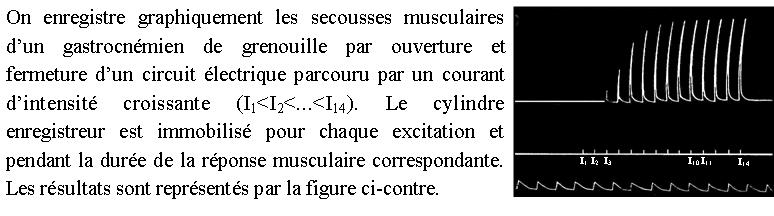 On enregistre graphiquement les secousses musculaires
d'un gastrocnémien de grenouille par ouverture et
fermeture d'un circuit électrique parcouru par un courant
d'intensité croissante (I1<I2<...<I14). Le cylindre
enregistreur est immobilisé pour chaque excitation et
pendant la durée de la réponse musculaire correspondante.
Les résultats sont représentés par la figure ci-contre.
I1 I2 I3 I10 I11 I14